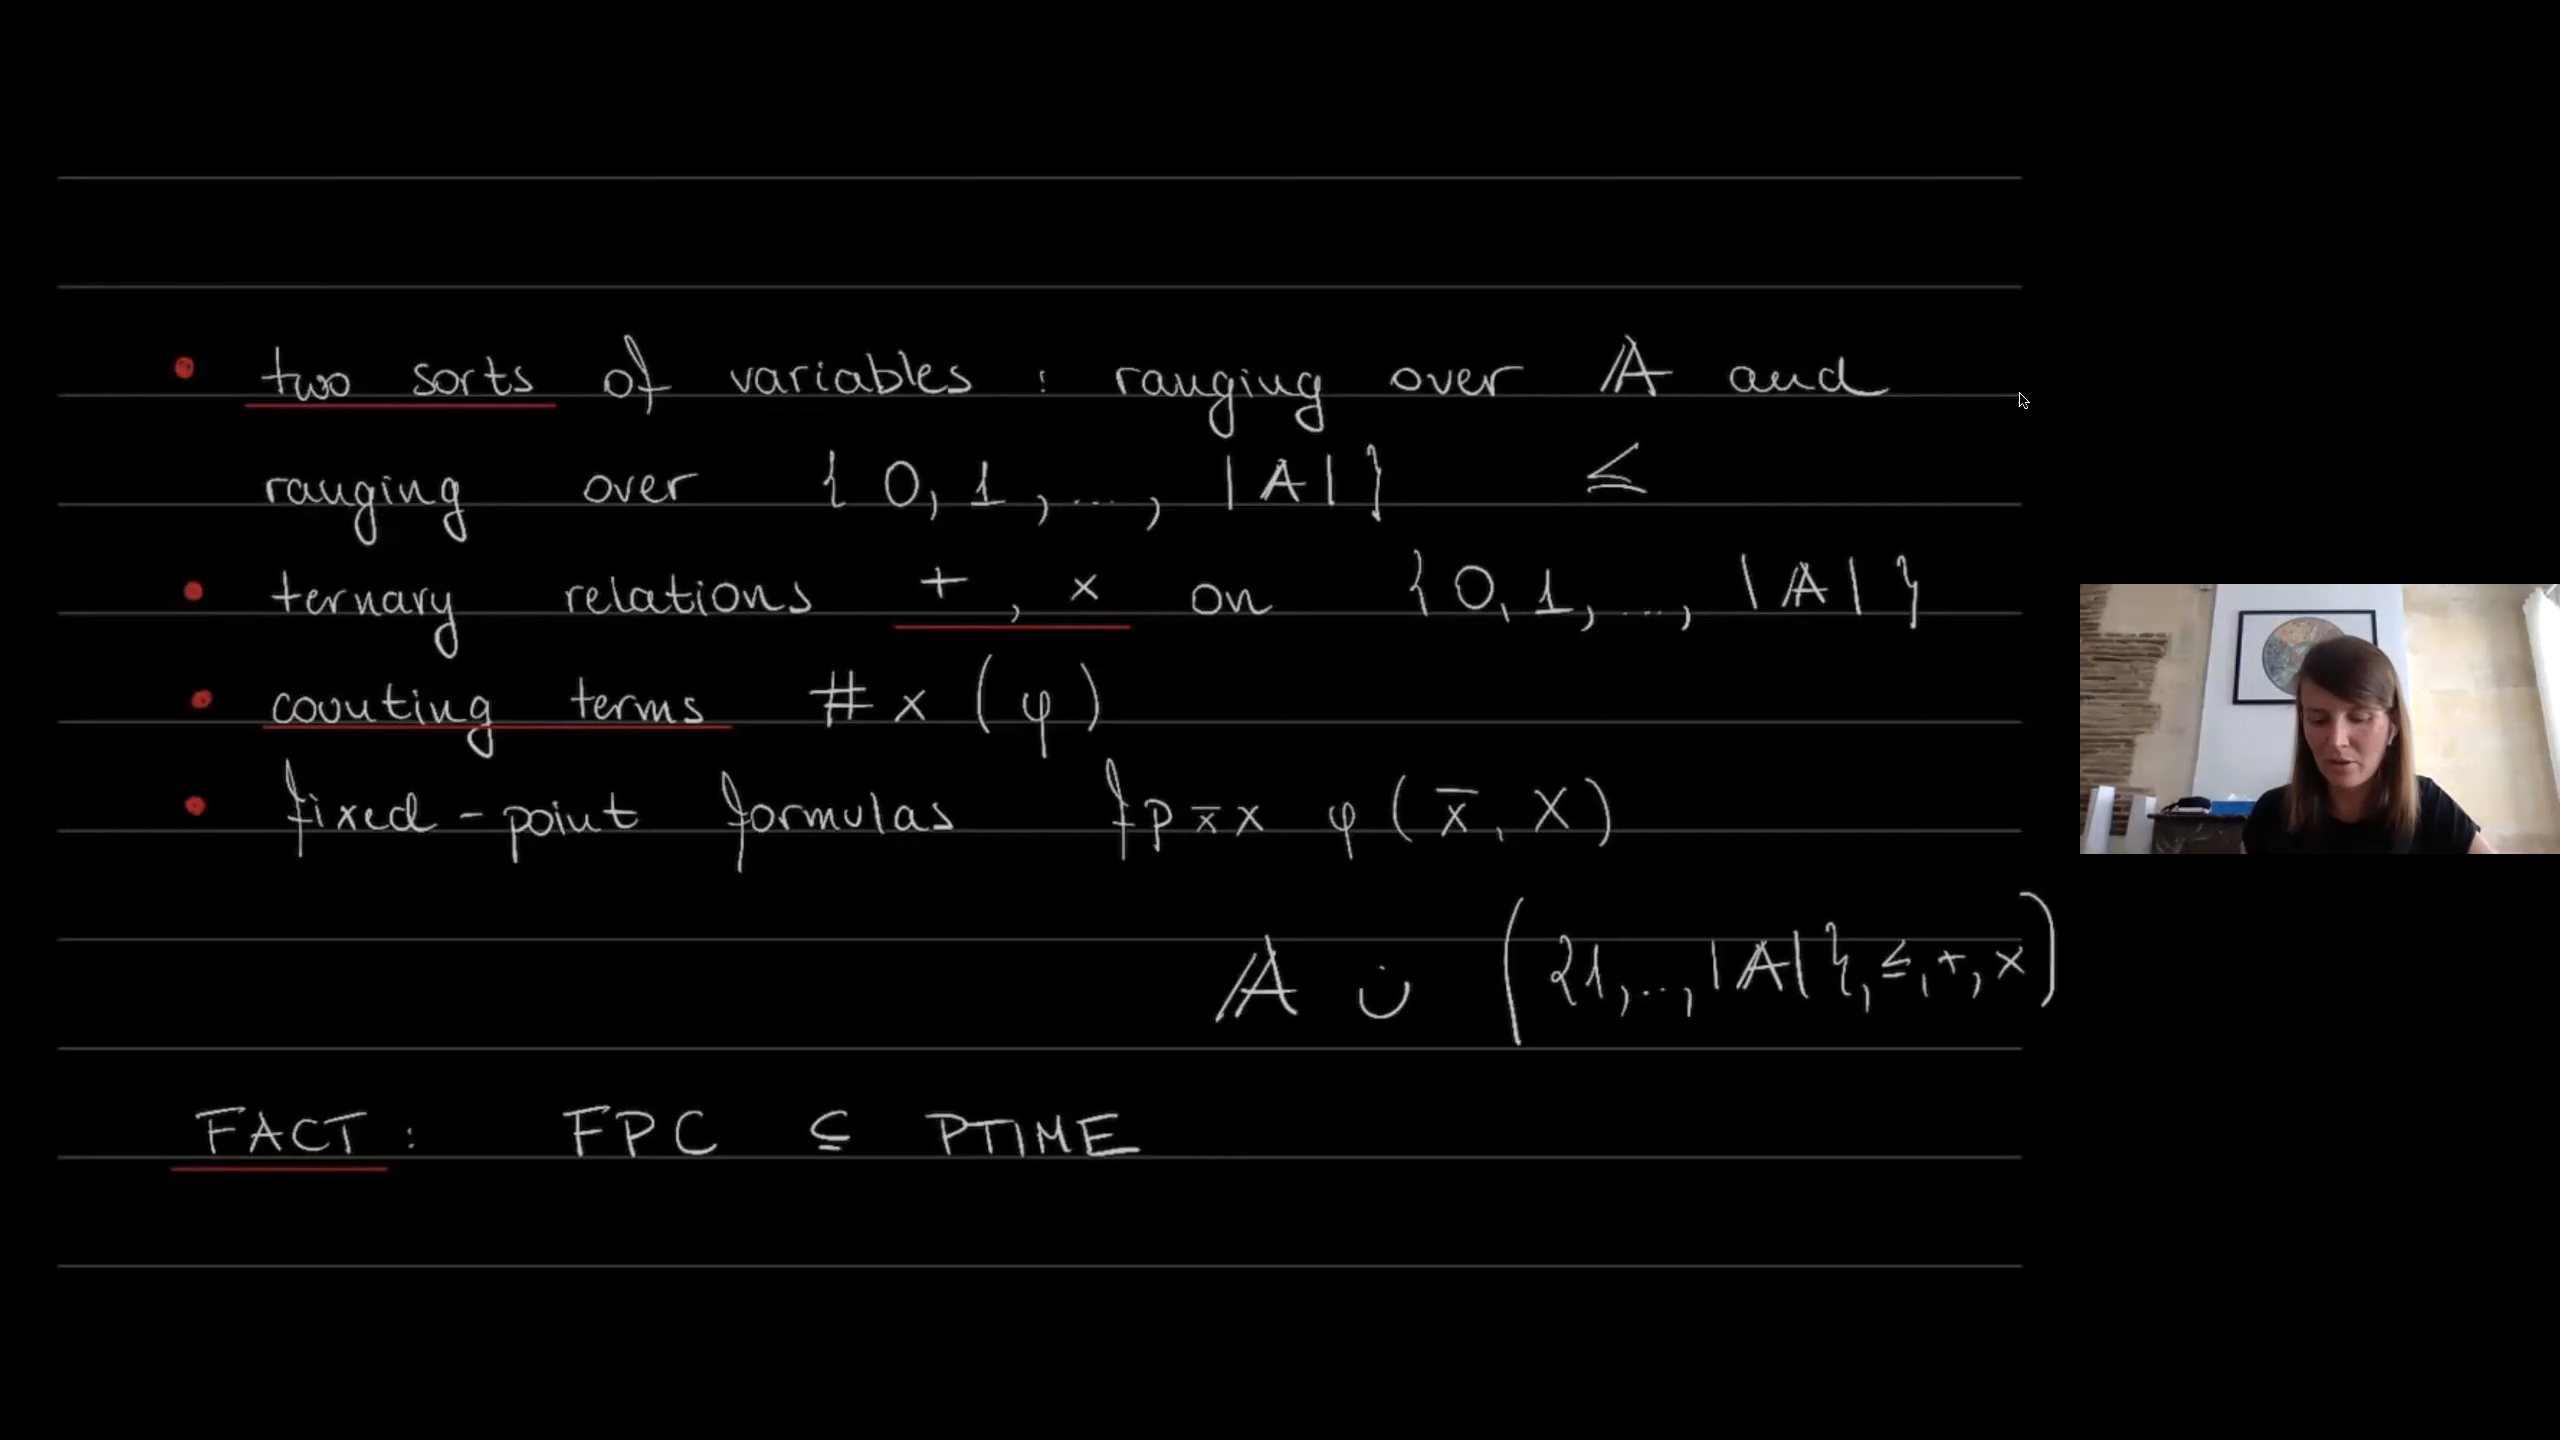 • two sorts of variables : ranging over 𝔸 and
ranging over { 0, 1, ..., |𝔸| } ≤
• ternary relations +, × on { 0, 1, ..., |𝔸| }
• counting terms # x ( φ )
• fixed-point formulas fp x̄ X φ ( x̄, X )
𝔸 ⊍ ( {1, .., |𝔸| }, ≤, +, × )
FACT : FPC ⊆ PTIME